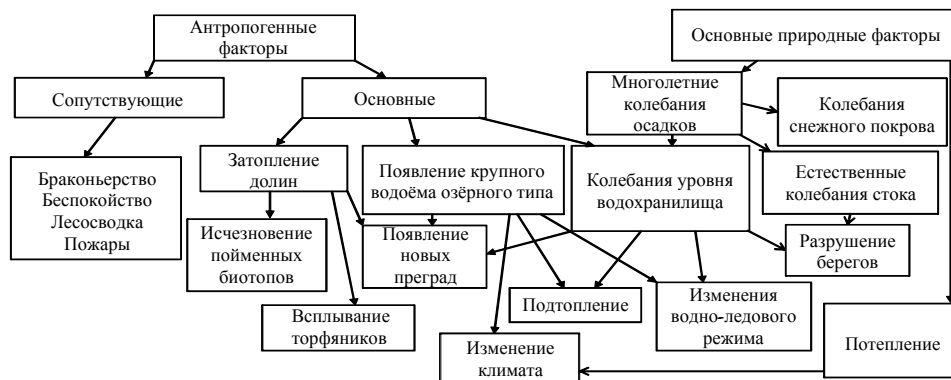 Антропогенные
факторы
Основные природные факторы
Сопутствующие
Основные
Многолетние
колебания
осадков
Колебания
снежного покрова
Браконьерство
Беспокойство
Лесосводка
Пожары
Затопление
долин
Появление крупного
водоёма озёрного типа
Колебания уровня
водохранилища
Естественные
колебания стока
Исчезновение
пойменных
биотопов
Появление
новых
преград
Разрушение
берегов
Всплывание
торфяников
Подтопление
Изменения
водно-ледового
режима
Изменение
климата
Потепление